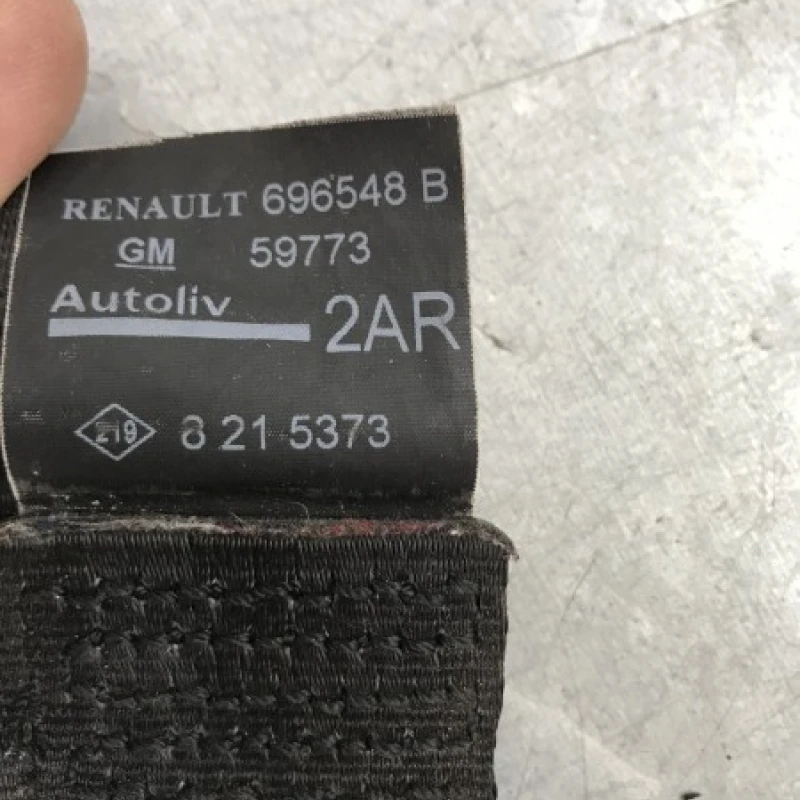 RENAULT 696548 B
GM 59773
Autoliv 2AR
219 8 21 5373